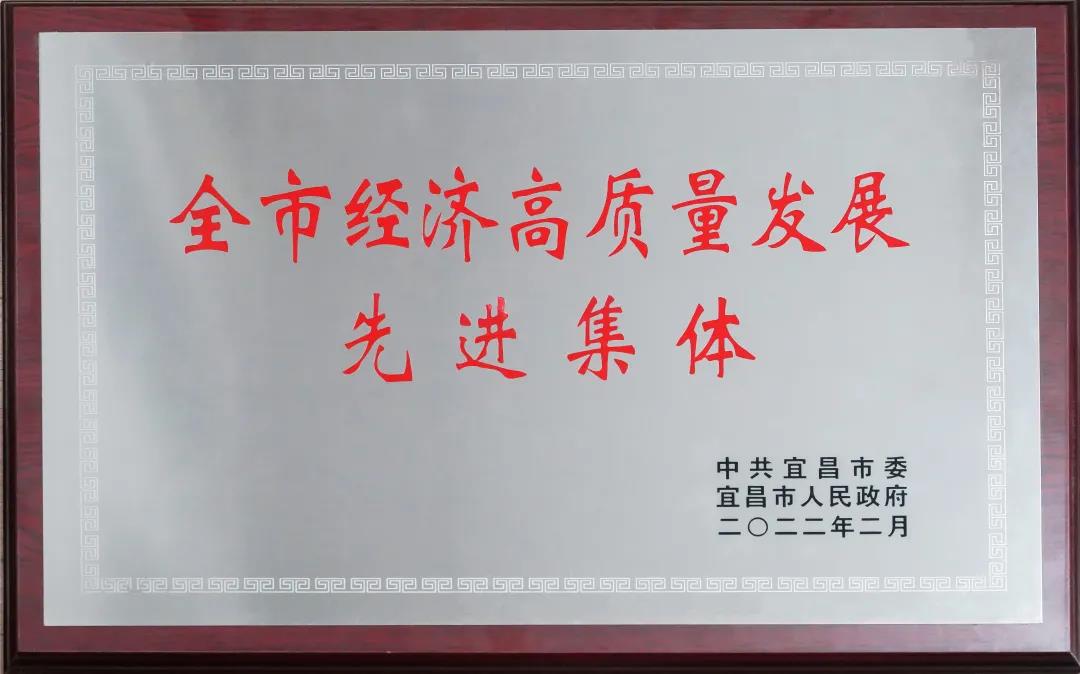 全市经济高质量发展
先进集体
中共宜昌市委
宜昌市人民政府
二〇二二年二月